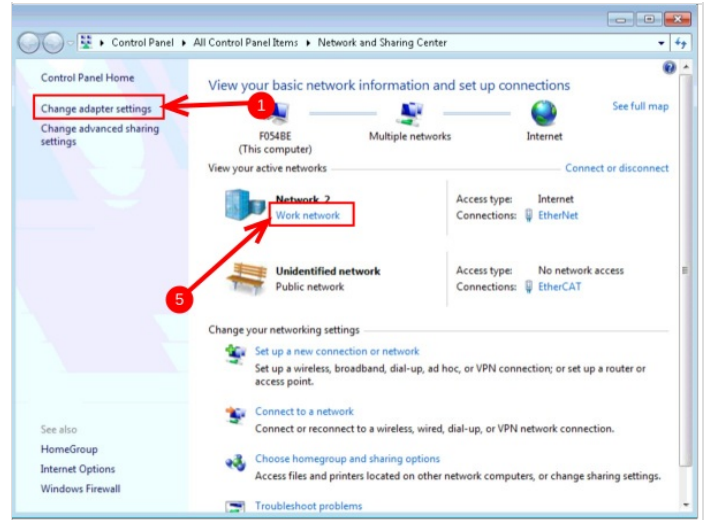 Control Panel ▸ All Control Panel Items ▸ Network and Sharing Center
Control Panel Home
Change adapter settings
Change advanced sharing
settings
See also
HomeGroup
Internet Options
Windows Firewall
View your basic network information and set up connections
1
See full map
F054BE
(This computer)
Multiple networks
Internet
View your active networks
Connect or disconnect
Network 2
Work network
Access type: Internet
Connections: EtherNet
5
Unidentified network
Public network
Access type: No network access
Connections: EtherCAT
Change your networking settings
Set up a new connection or network
Set up a wireless, broadband, dial-up, ad hoc, or VPN connection; or set up a router or
access point.
Connect to a network
Connect or reconnect to a wireless, wired, dial-up, or VPN network connection.
Choose homegroup and sharing options
Access files and printers located on other network computers, or change sharing settings.
Troubleshoot problems